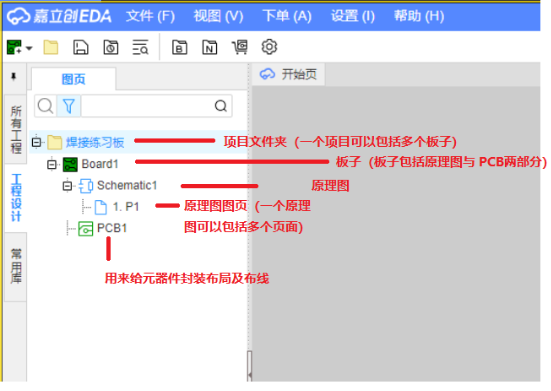 嘉立创EDA 文件 (F) 视图 (V) 下单 (A) 设置 (I) 帮助 (H)
图页 开始页
所有工程
焊接练习板 项目文件夹（一个项目可以包括多个板子）
Board1 板子（板子包括原理图与 PCB两部分）
工程设计
Schematic1 原理图
1. P1 原理图图页（一个原理
图可以包括多个页面）
PCB1
常用库
用来给元器件封装布局及布线